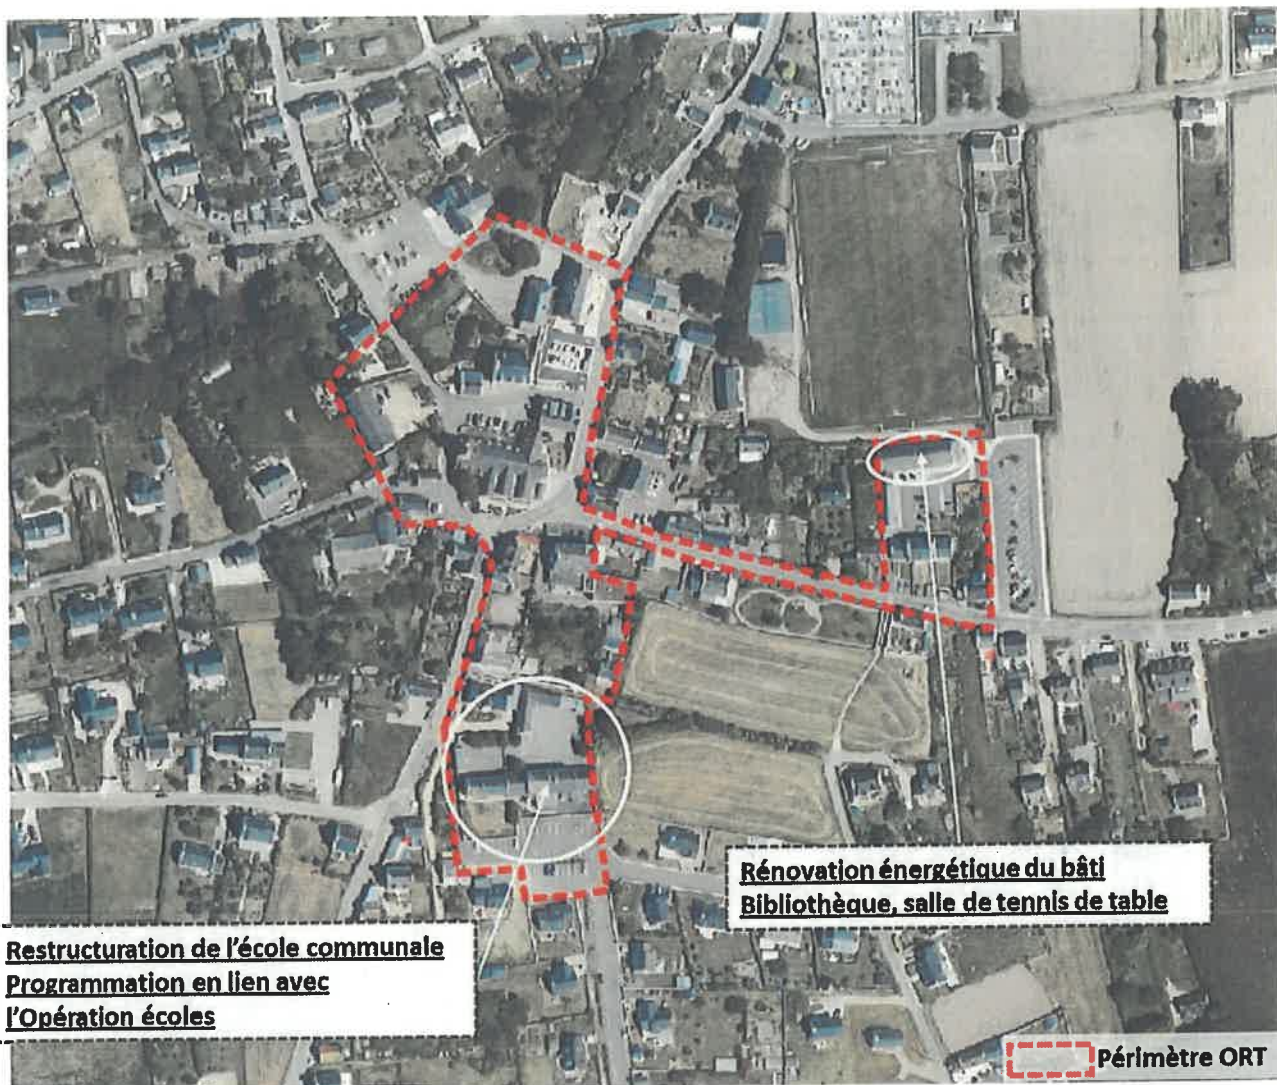 Rénovation énergétique du bâti
Bibliothèque, salle de tennis de table
Restructuration de l'école communale
Programmation en lien avec
l'Opération écoles
Périmètre ORT